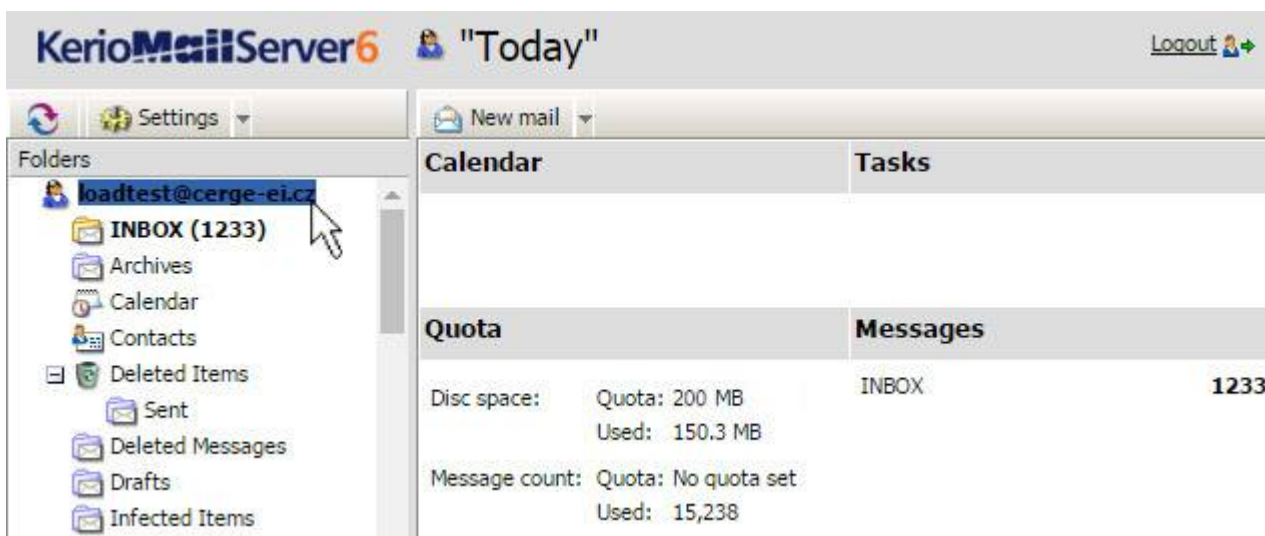 KerioMailServer6 "Today" Logout
Settings New mail
Folders
loadtest@cerge-ei.cz
INBOX (1233)
Archives
Calendar
Contacts
Deleted Items
Sent
Deleted Messages
Drafts
Infected Items
Calendar Tasks
Quota Messages
Disc space: Quota: 200 MB
Used: 150.3 MB
Message count: Quota: No quota set
Used: 15,238
INBOX 1233